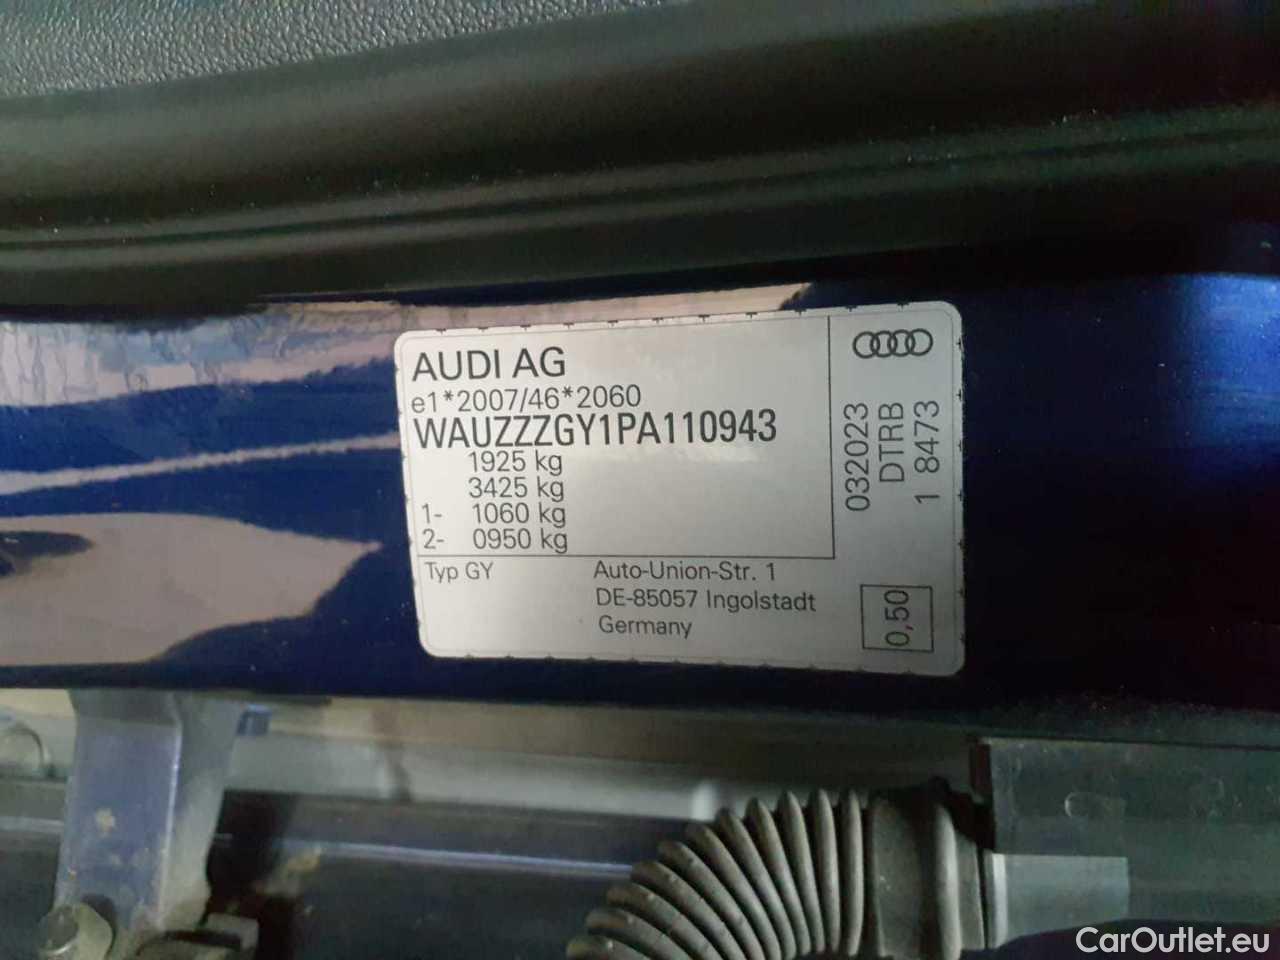 AUDI AG
e1*2007/46*2060
WAUZZZGY1PA110943
1925 kg
3425 kg
1- 1060 kg
2- 0950 kg
Typ GY
Auto-Union-Str. 1
DE-85057 Ingolstadt
Germany
032023
DTRB
1 8473
0,50
CarOutlet.eu